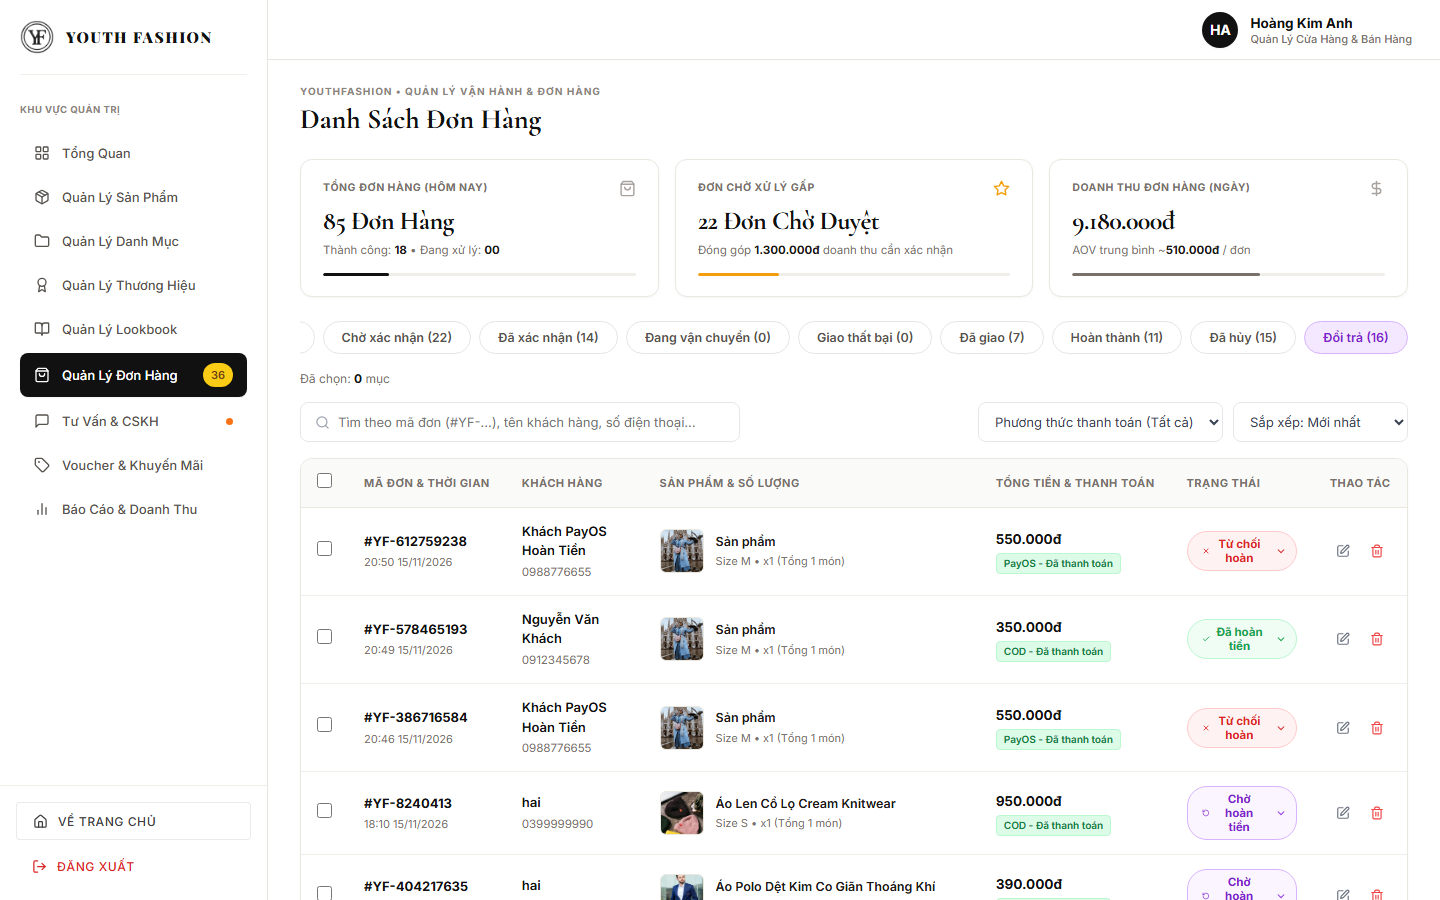 YF YOUTH FASHION
HA
Hoàng Kim Anh
Quản Lý Cửa Hàng & Bán Hàng
KHU VỰC QUẢN TRỊ
Tổng Quan
Quản Lý Sản Phẩm
Quản Lý Danh Mục
Quản Lý Thương Hiệu
Quản Lý Lookbook
Quản Lý Đơn Hàng 36
Tư Vấn & CSKH
Voucher & Khuyến Mãi
Báo Cáo & Doanh Thu
VỀ TRANG CHỦ
ĐĂNG XUẤT
YOUTHFASHION • QUẢN LÝ VẬN HÀNH & ĐƠN HÀNG
Danh Sách Đơn Hàng
TỔNG ĐƠN HÀNG (HÔM NAY)
85 Đơn Hàng
Thành công: 18 • Đang xử lý: 00
ĐƠN CHỜ XỬ LÝ GẤP
22 Đơn Chờ Duyệt
Đóng góp 1.300.000đ doanh thu cần xác nhận
DOANH THU ĐƠN HÀNG (NGÀY)
9.180.000đ
AOV trung bình ~510.000đ / đơn
Chờ xác nhận (22) Đã xác nhận (14) Đang vận chuyển (0) Giao thất bại (0) Đã giao (7) Hoàn thành (11) Đã hủy (15) Đổi trả (16)
Đã chọn: 0 mục
Tìm theo mã đơn (#YF-...), tên khách hàng, số điện thoại... Phương thức thanh toán (Tất cả) Sắp xếp: Mới nhất
MÃ ĐƠN & THỜI GIAN KHÁCH HÀNG SẢN PHẨM & SỐ LƯỢNG TỔNG TIỀN & THANH TOÁN TRẠNG THÁI THAO TÁC
#YF-612759238
20:50 15/11/2026
Khách PayOS
Hoàn Tiền
0988776655
Sản phẩm
Size M • x1 (Tổng 1 món)
550.000đ
PayOS - Đã thanh toán
Từ chối
hoàn
#YF-578465193
20:49 15/11/2026
Nguyễn Văn
Khách
0912345678
Sản phẩm
Size M • x1 (Tổng 1 món)
350.000đ
COD - Đã thanh toán
Đã hoàn
tiền
#YF-386716584
20:46 15/11/2026
Khách PayOS
Hoàn Tiền
0988776655
Sản phẩm
Size M • x1 (Tổng 1 món)
550.000đ
PayOS - Đã thanh toán
Từ chối
hoàn
#YF-8240413
18:10 15/11/2026
hai
0399999990
Áo Len Cổ Lọ Cream Knitwear
Size S • x1 (Tổng 1 món)
950.000đ
COD - Đã thanh toán
Chờ
hoàn
tiền
#YF-404217635
hai
Áo Polo Dệt Kim Co Giãn Thoáng Khí
390.000đ
Chờ
hoàn